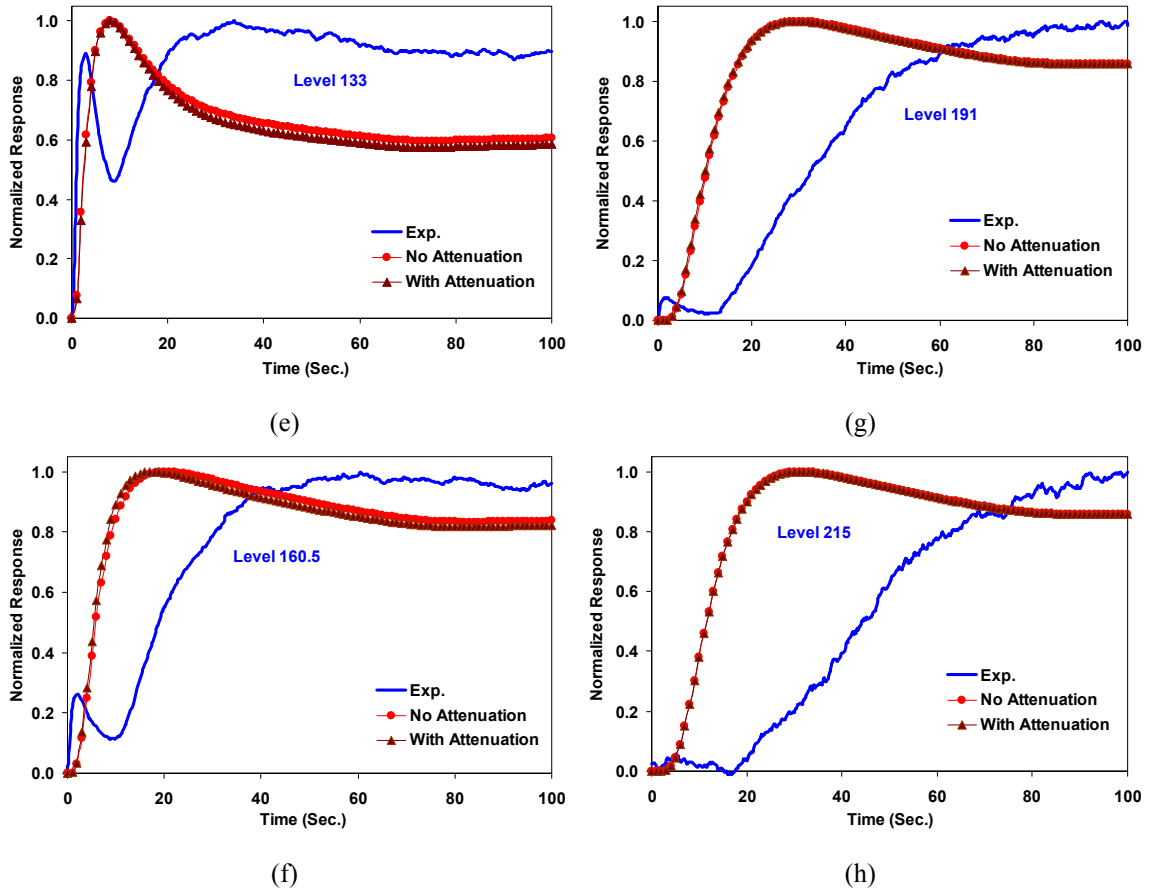 1.0
0.8
0.6
0.4
0.2
0.0
Normalized Response
Level 133
Exp.
No Attenuation
With Attenuation
0
20
40
60
80
100
Time (Sec.)
(e)
1.0
0.8
0.6
0.4
0.2
0.0
Normalized Response
Level 191
Exp.
No Attenuation
With Attenuation
0
20
40
60
80
100
Time (Sec.)
(g)
1.0
0.8
0.6
0.4
0.2
0.0
Normalized Response
Level 160.5
Exp.
No Attenuation
With Attenuation
0
20
40
60
80
100
Time (Sec.)
(f)
1.0
0.8
0.6
0.4
0.2
0.0
Normalized Response
Level 215
Exp.
No Attenuation
With Attenuation
0
20
40
60
80
100
Time (Sec.)
(h)